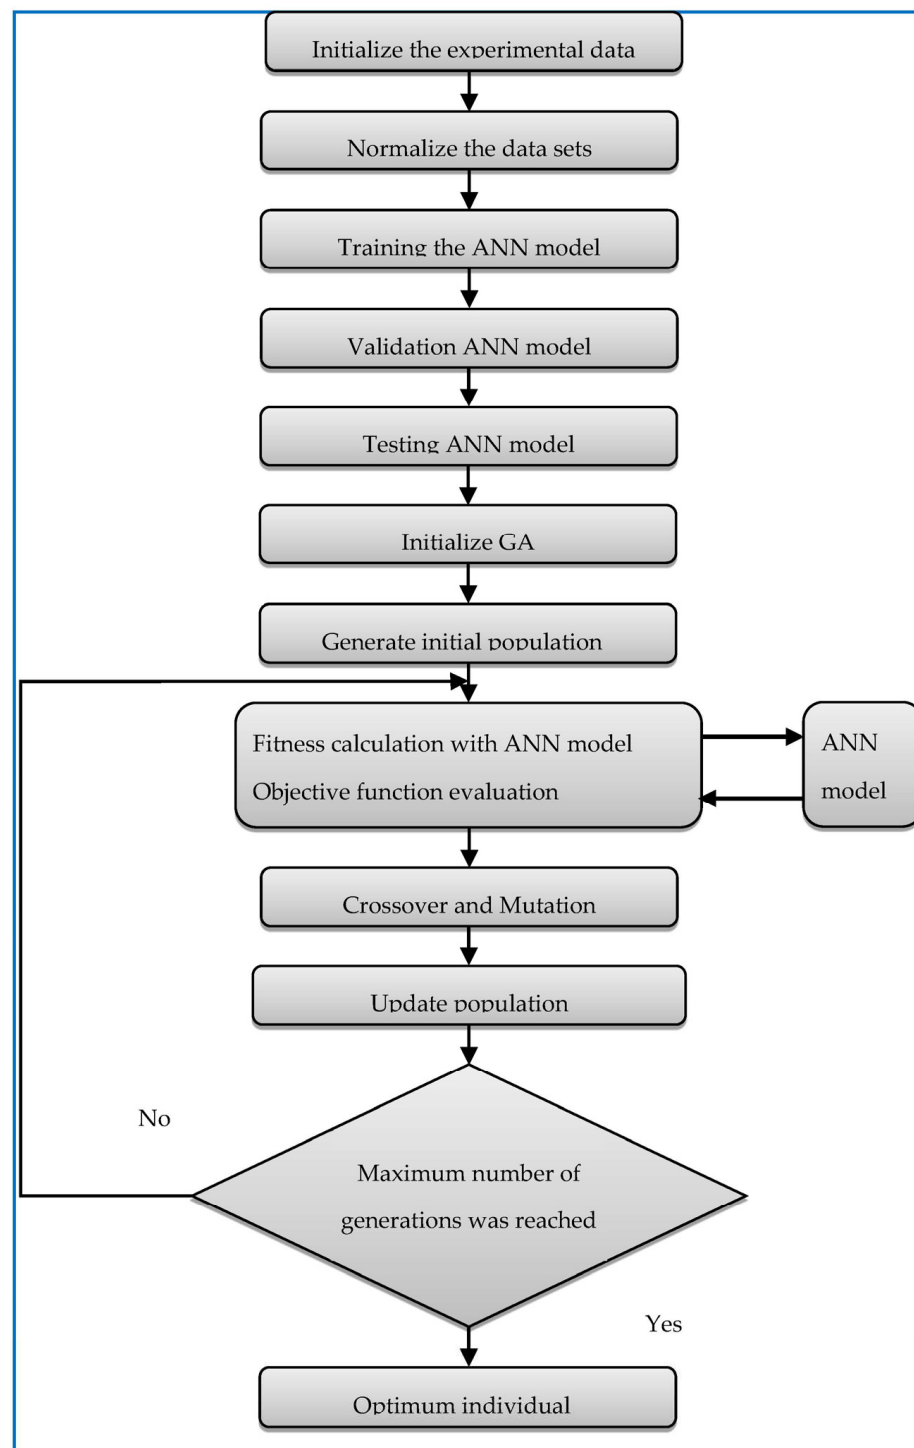 Initialize the experimental data
Normalize the data sets
Training the ANN model
Validation ANN model
Testing ANN model
Initialize GA
Generate initial population
Fitness calculation with ANN model
Objective function evaluation
ANN
model
Crossover and Mutation
Update population
No
Maximum number of
generations was reached
Yes
Optimum individual